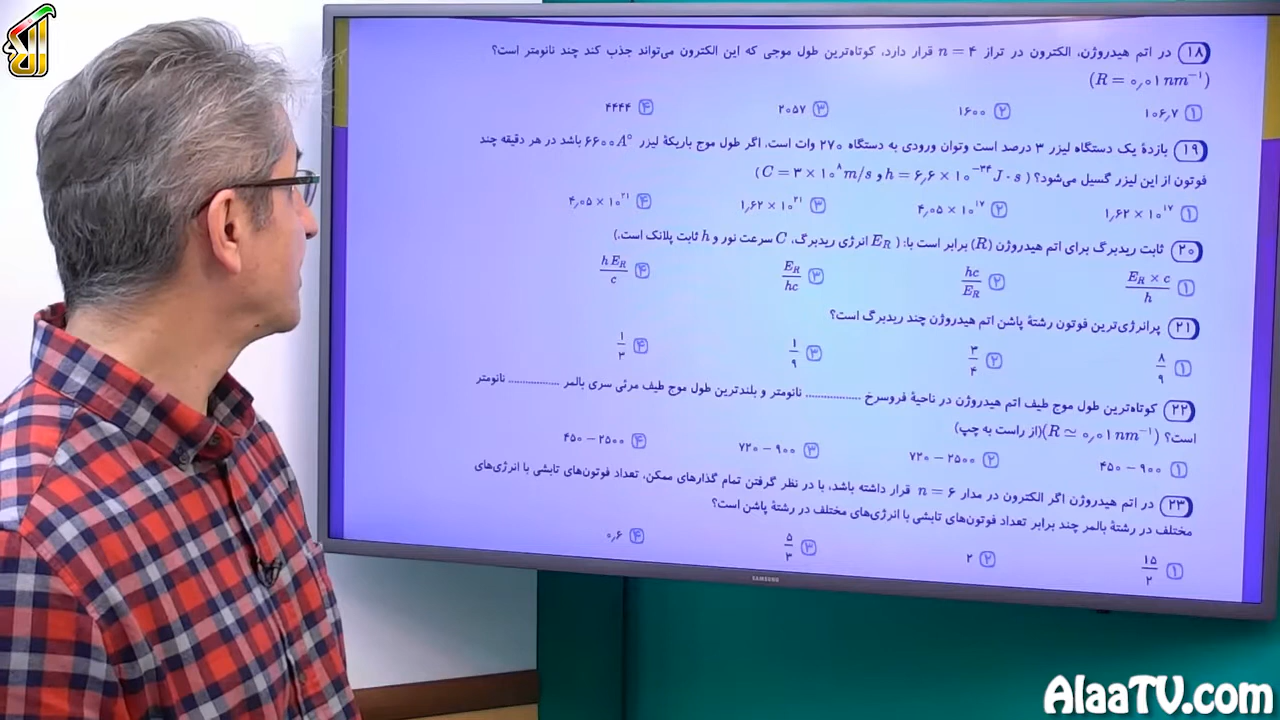 ۱۸ در اتم هیدروژن، الکترون در تراز n = ۴ قرار دارد، کوتاه‌ترین طول موجی که این الکترون می‌تواند جذب کند چند نانومتر است؟
(R = ۰٫۰۱ nm⁻¹)
۱ ۱۰۶٫۷ ۲ ۱۶۰۰ ۳ ۲۰۵۷ ۴ ۴۴۴۴
۱۹ بازدهٔ یک دستگاه لیزر ۳ درصد است وتوان ورودی به دستگاه ۲۷۰ وات است. اگر طول موج باریکهٔ لیزر ۶۶۰۰ A° باشد در هر دقیقه چند
فوتون از این لیزر گسیل می‌شود؟ (h = ۶٫۶ × ۱۰⁻³⁴ J · s و C = ۳ × ۱۰⁸ m/s)
۱ ۱٫۶۲ × ۱۰¹⁷ ۲ ۴٫۰۵ × ۱۰¹⁷ ۳ ۱٫۶۲ × ۱۰²¹ ۴ ۴٫۰۵ × ۱۰²¹
۲۰ ثابت ریدبرگ برای اتم هیدروژن (R) برابر است با: (E_R انرژی ریدبرگ، C سرعت نور و h ثابت پلانک است.)
۱ E_R × c / h ۲ hc / E_R ۳ E_R / hc ۴ h E_R / c
۲۱ پرانرژی‌ترین فوتون رشتهٔ پاشن اتم هیدروژن چند ریدبرگ است؟
۱ ۸/۹ ۲ ۳/۴ ۳ ۱/۹ ۴ ۱/۳
۲۲ کوتاه‌ترین طول موج طیف اتم هیدروژن در ناحیهٔ فروسرخ ................. نانومتر و بلندترین طول موج طیف مرئی سری بالمر ................ نانومتر
است؟ (R ≃ ۰٫۰۱ nm⁻¹)(از راست به چپ)
۱ ۹۰۰ – ۴۵۰ ۲ ۲۵۰۰ – ۷۲۰ ۳ ۹۰۰ – ۷۲۰ ۴ ۲۵۰۰ – ۴۵۰
۲۳ در اتم هیدروژن اگر الکترون در مدار n = ۶ قرار داشته باشد، با در نظر گرفتن تمام گذارهای ممکن، تعداد فوتون‌های تابشی با انرژی‌های
مختلف در رشتهٔ بالمر چند برابر تعداد فوتون‌های تابشی با انرژی‌های مختلف در رشتهٔ پاشن است؟
۱ ۱۵/۲ ۲ ۲ ۳ ۵/۳ ۴ ۰٫۶
SAMSUNG
AlaaTV.com